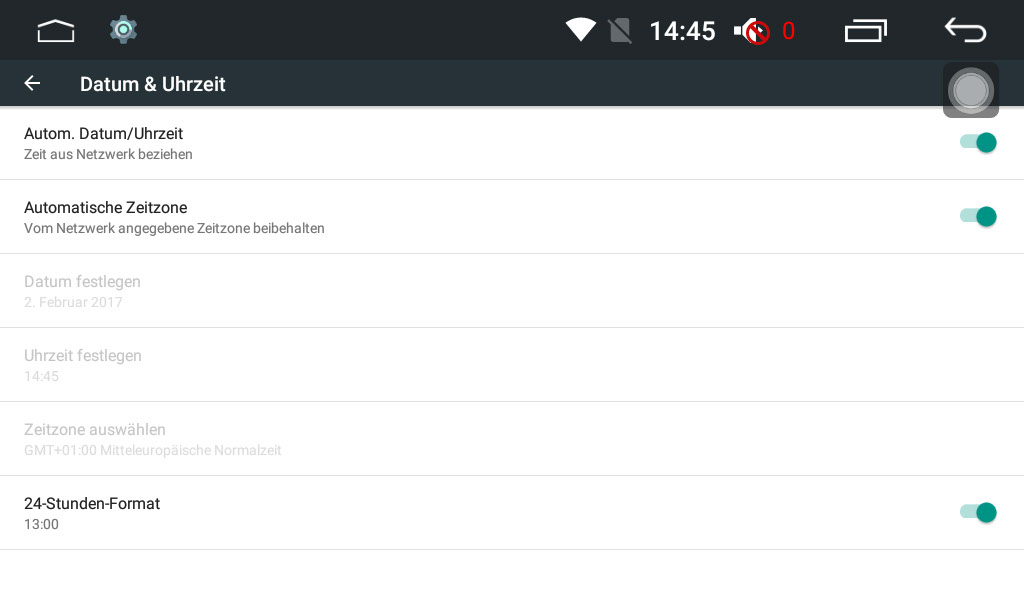 14:45
0
Datum & Uhrzeit
Autom. Datum/Uhrzeit
Zeit aus Netzwerk beziehen
Automatische Zeitzone
Vom Netzwerk angegebene Zeitzone beibehalten
Datum festlegen
2. Februar 2017
Uhrzeit festlegen
14:45
Zeitzone auswählen
GMT+01:00 Mitteleuropäische Normalzeit
24-Stunden-Format
13:00